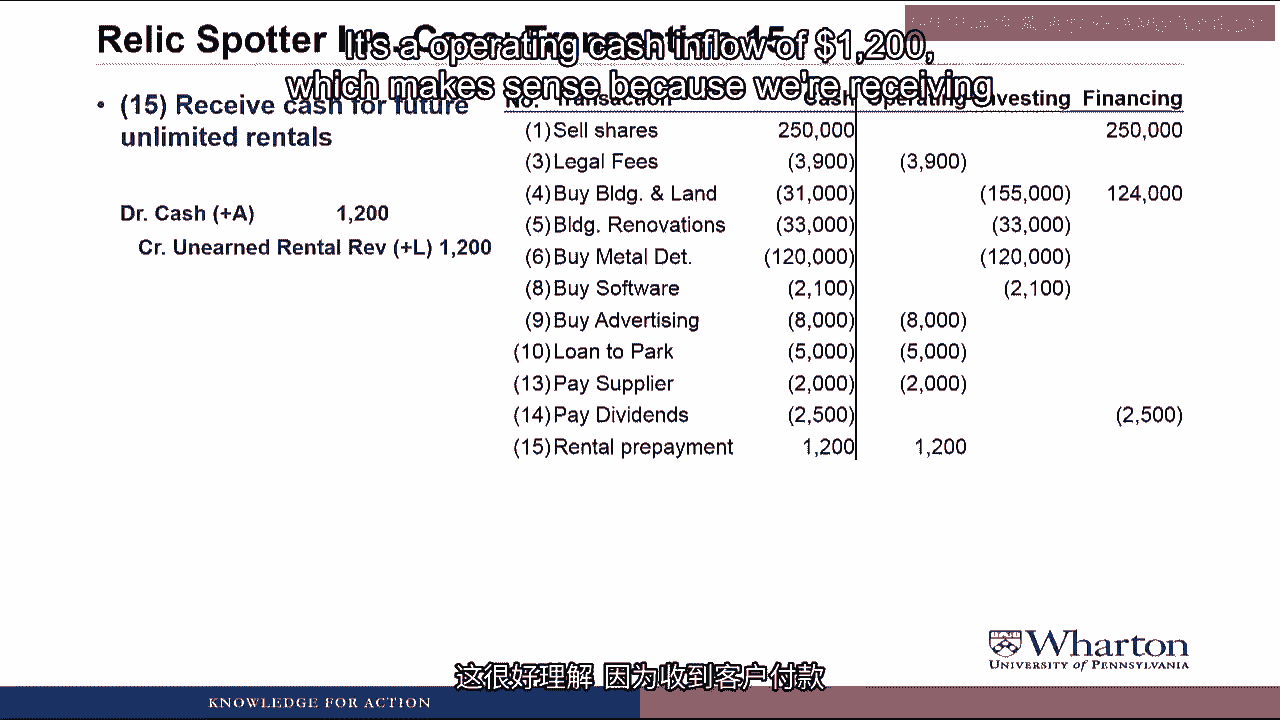 Relic Spotter Inc. Case: Transaction 15
It's a operating cash inflow of $1,200,
which makes sense because we're receiving
• (15) Receive cash for future
unlimited rentals
Dr. Cash (+A) 1,200
Cr. Unearned Rental Rev (+L) 1,200
No. Transaction Cash Operating Investing Financing
(1) Sell shares 250,000 250,000
(3) Legal Fees (3,900) (3,900)
(4) Buy Bldg. & Land (31,000) (155,000) 124,000
(5) Bldg. Renovations (33,000) (33,000)
(6) Buy Metal Det. (120,000) (120,000)
(8) Buy Software (2,100) (2,100)
(9) Buy Advertising (8,000) (8,000)
(10) Loan to Park (5,000) (5,000)
(13) Pay Supplier (2,000) (2,000)
(14) Pay Dividends (2,500) (2,500)
(15) Rental prepayment 1,200 1,200
Wharton
UNIVERSITY of PENNSYLVANIA
这很好理解 因为收到客户付款
KNOWLEDGE FOR ACTION